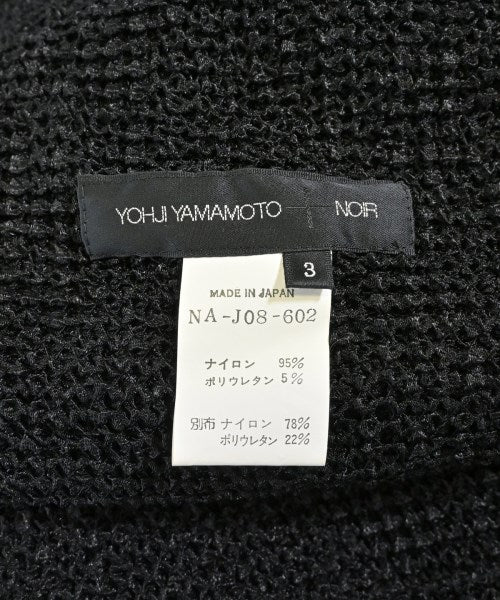 YOHJI YAMAMOTO NOIR
3
MADE IN JAPAN
NA-J08-602
ナイロン 95%
ポリウレタン 5%
別布 ナイロン 78%
ポリウレタン 22%